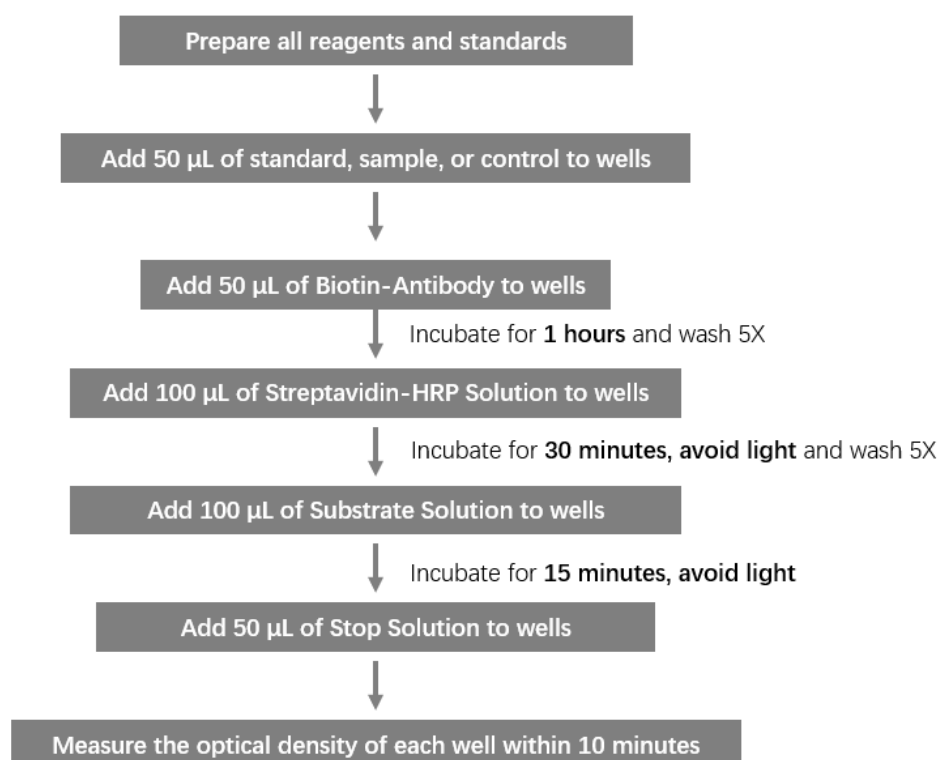 Prepare all reagents and standards
Add 50 µL of standard, sample, or control to wells
Add 50 µL of Biotin-Antibody to wells
Incubate for 1 hours and wash 5X
Add 100 µL of Streptavidin-HRP Solution to wells
Incubate for 30 minutes, avoid light and wash 5X
Add 100 µL of Substrate Solution to wells
Incubate for 15 minutes, avoid light
Add 50 µL of Stop Solution to wells
Measure the optical density of each well within 10 minutes